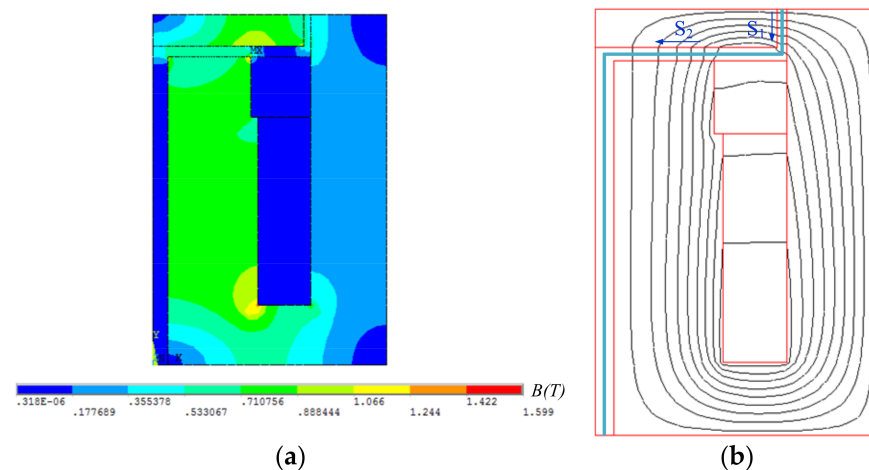 S₂ S₁
MX
Y
X
.318E-06 .355378 .710756 1.066 1.422 B(T)
.177689 .533067 .888444 1.244 1.599
(a) (b)